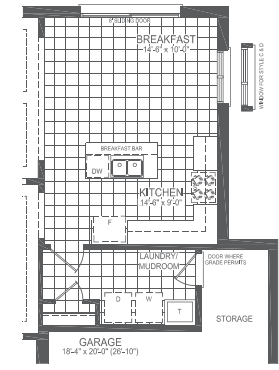 8' SLIDING DOOR
BREAKFAST
14'-6" x 10'-0"
WINDOW FOR STYLE C & D
BREAKFAST BAR
DW
KITCHEN
14'-6" x 9'-0"
F
LAUNDRY/
MUDROOM
DOOR WHERE
GRADE PERMITS
D
W
T
STORAGE
GARAGE
18'-4" x 20'-0" (26'-10")